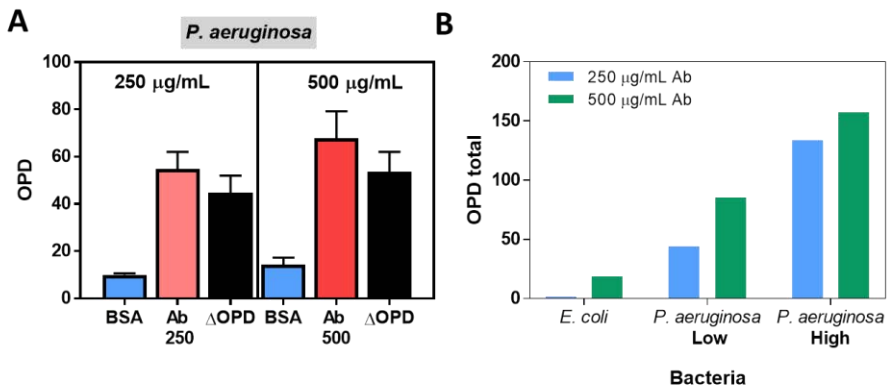 A
P. aeruginosa
250 μg/mL
500 μg/mL
OPD
100
80
60
40
20
0
BSA
Ab
ΔOPD
BSA
Ab
ΔOPD
250
500
B
250 μg/mL Ab
500 μg/mL Ab
OPD total
200
150
100
50
0
E. coli
P. aeruginosa
P. aeruginosa
Low
High
Bacteria